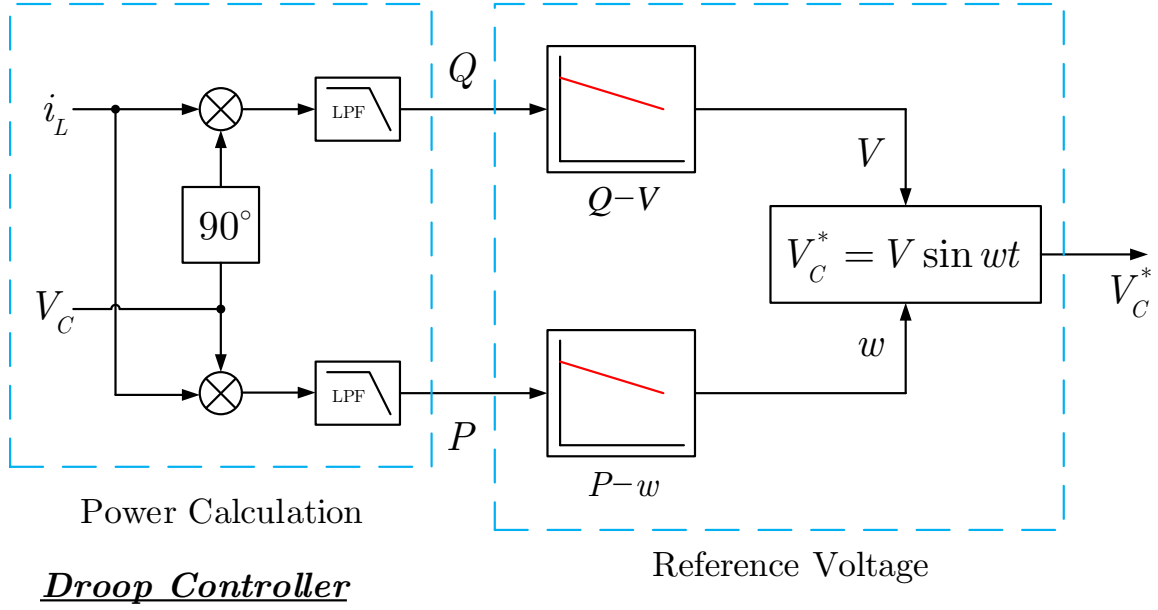 Q
i_L
LPF
Q–V
V
90°
V_C^* = V sin wt
V_C
V_C^*
w
LPF
P
P–w
Power Calculation
Reference Voltage
Droop Controller